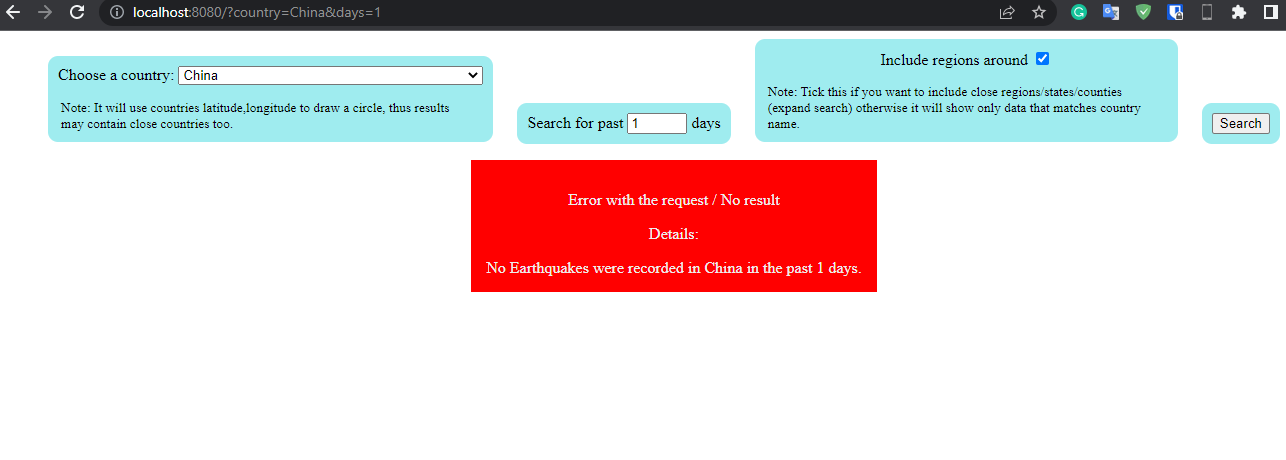 localhost:8080/?country=China&days=1
Choose a country: China
Note: It will use countries latitude,longitude to draw a circle, thus results
may contain close countries too.
Search for past 1 days
Include regions around
Note: Tick this if you want to include close regions/states/counties
(expand search) otherwise it will show only data that matches country
name.
Search
Error with the request / No result
Details:
No Earthquakes were recorded in China in the past 1 days.